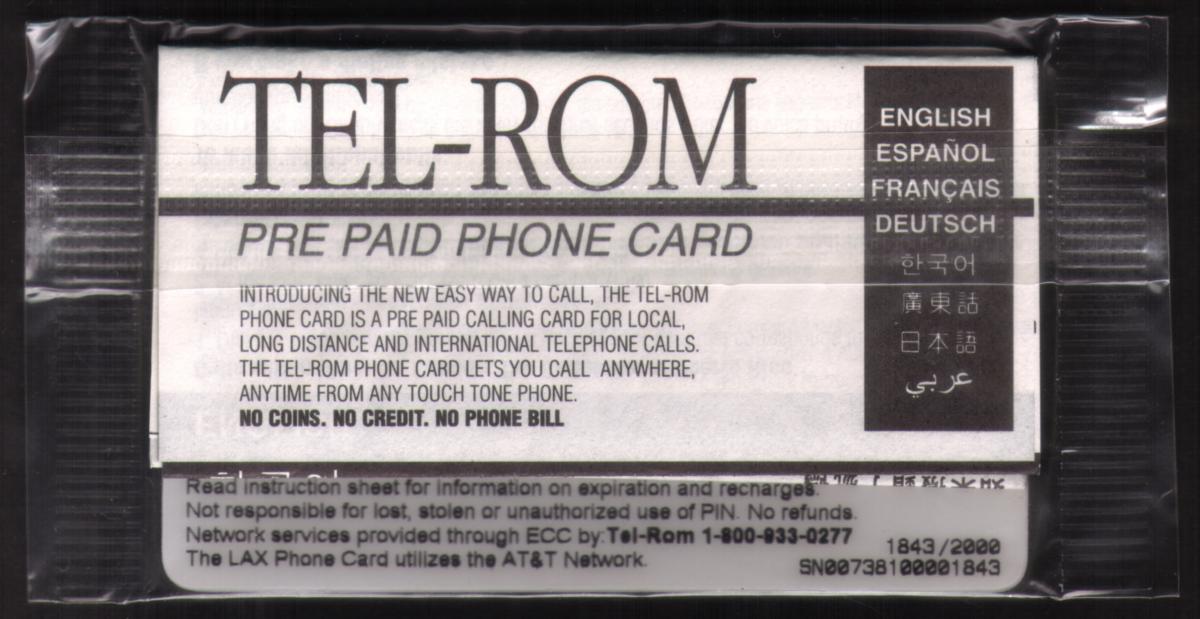 TEL-ROM
PRE PAID PHONE CARD
INTRODUCING THE NEW EASY WAY TO CALL, THE TEL-ROM
PHONE CARD IS A PRE PAID CALLING CARD FOR LOCAL,
LONG DISTANCE AND INTERNATIONAL TELEPHONE CALLS.
THE TEL-ROM PHONE CARD LETS YOU CALL ANYWHERE,
ANYTIME FROM ANY TOUCH TONE PHONE.
NO COINS. NO CREDIT. NO PHONE BILL
ENGLISH
ESPAÑOL
FRANÇAIS
DEUTSCH
한국어
廣東話
日本語
عربي
Read instruction sheet for information on expiration and recharges.
Not responsible for lost, stolen or unauthorized use of PIN. No refunds.
Network services provided through ECC by:Tel-Rom 1-800-933-0277
The LAX Phone Card utilizes the AT&T Network.
1843/2000
SN00738100001843